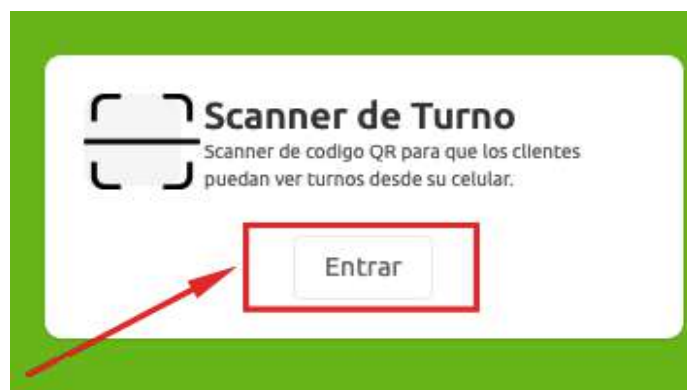 Scanner de Turno
Scanner de codigo QR para que los clientes
puedan ver turnos desde su celular.
Entrar